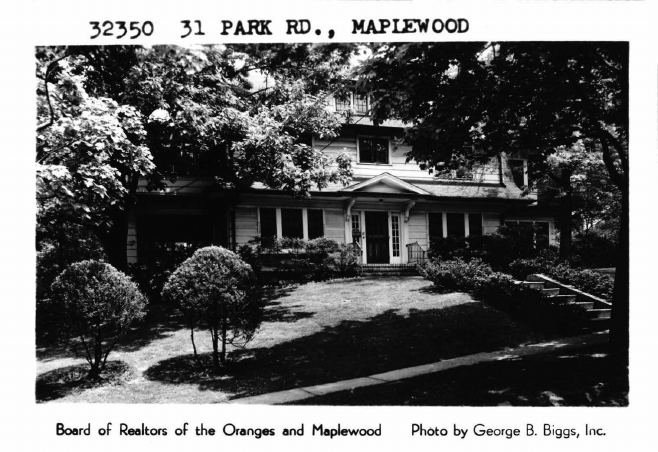 32350 31 PARK RD., MAPLEWOOD
Board of Realtors of the Oranges and Maplewood Photo by George B. Biggs, Inc.